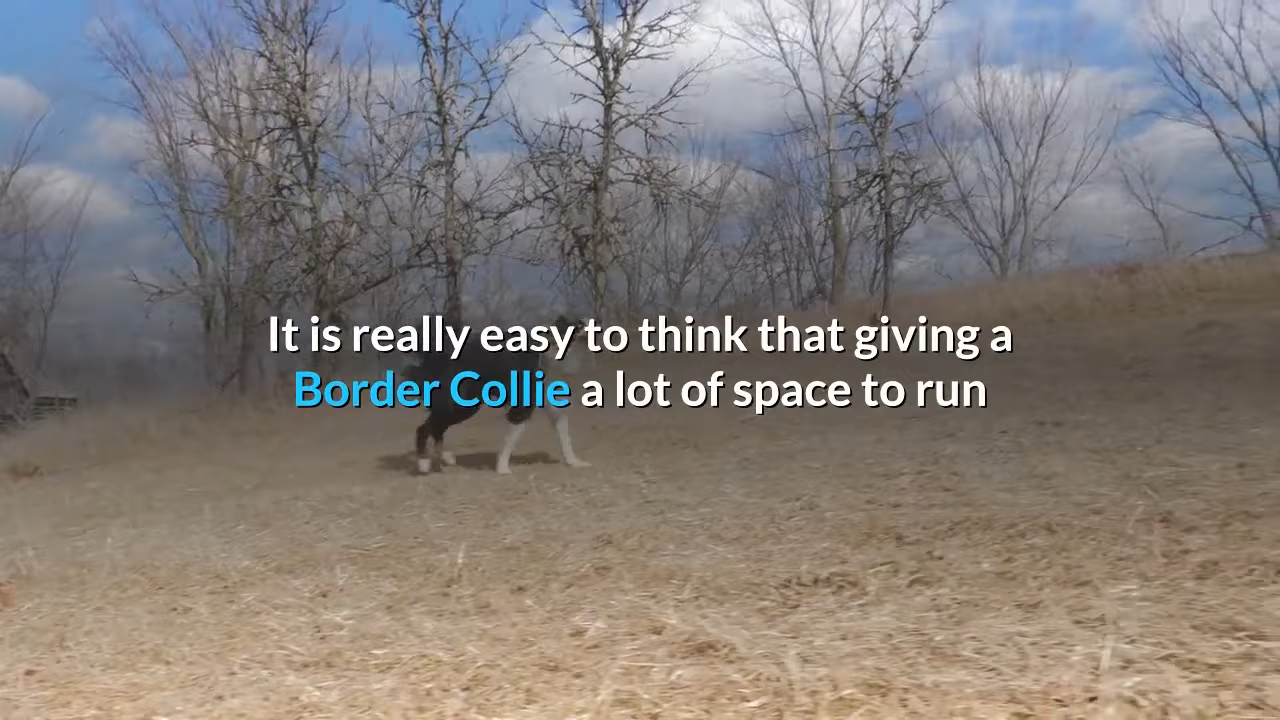 It is really easy to think that giving a
Border Collie a lot of space to run